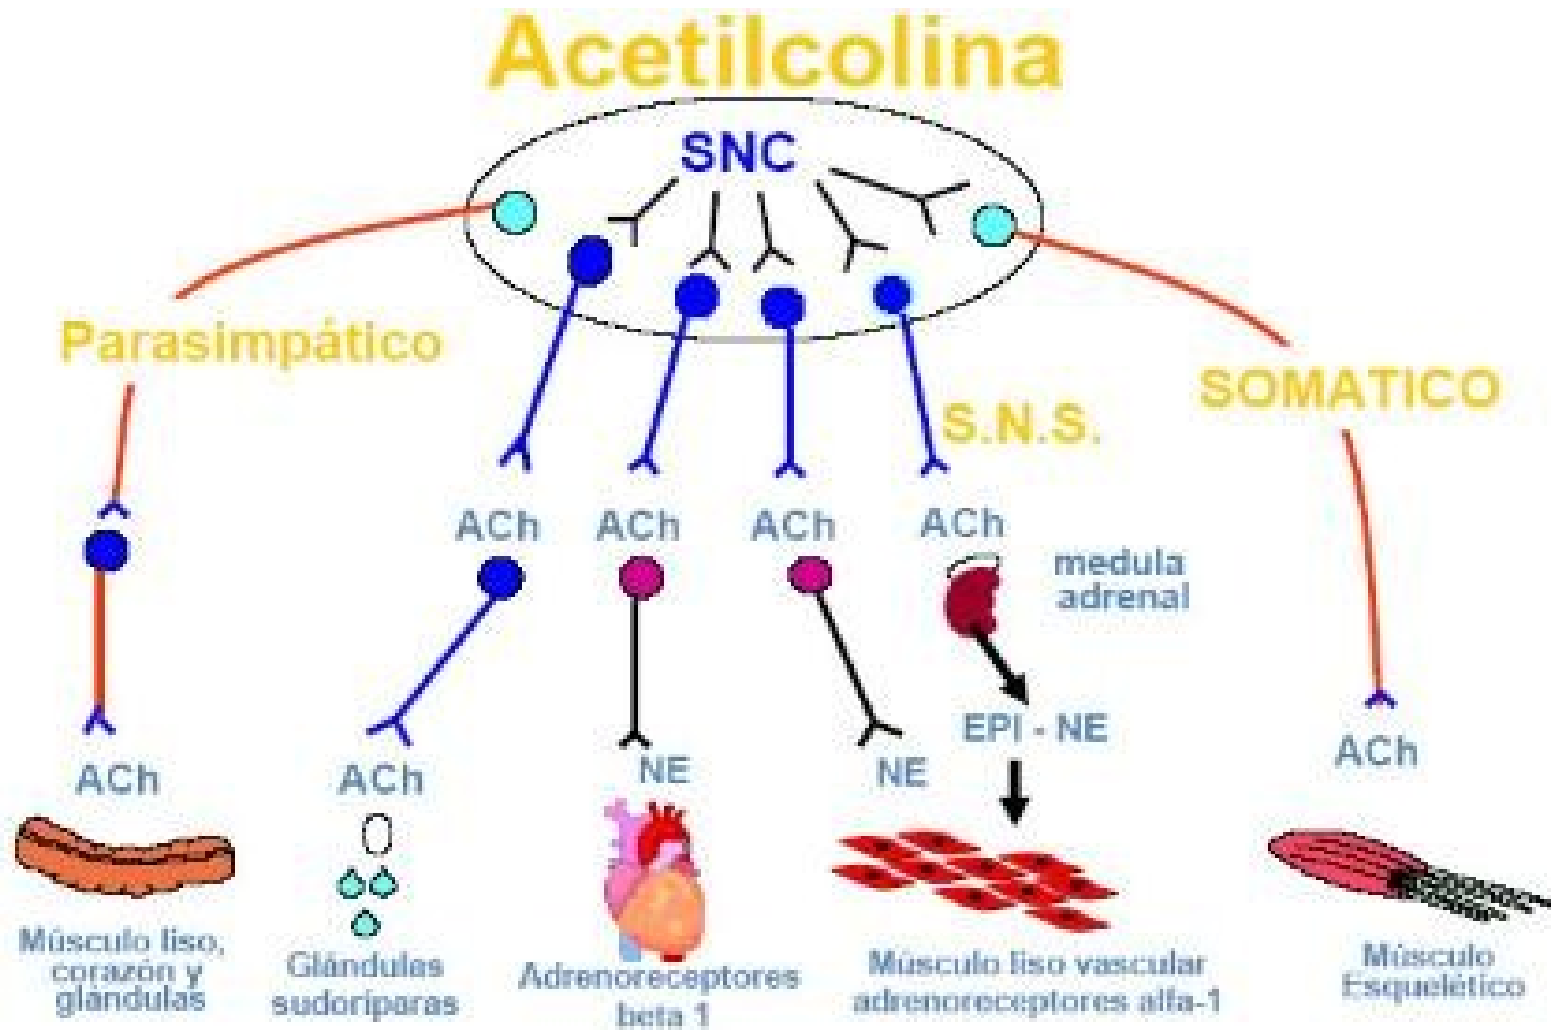 Acetilcolina
SNC
Parasimpático
SOMATICO
S.N.S.
ACh
ACh
ACh
ACh
medula
adrenal
EPI - NE
ACh
ACh
NE
NE
ACh
Músculo liso,
corazón y
glándulas
Glándulas
sudoríparas
Adrenoreceptores
beta 1
Músculo liso vascular
adrenoreceptores alfa-1
Músculo
Esquelético